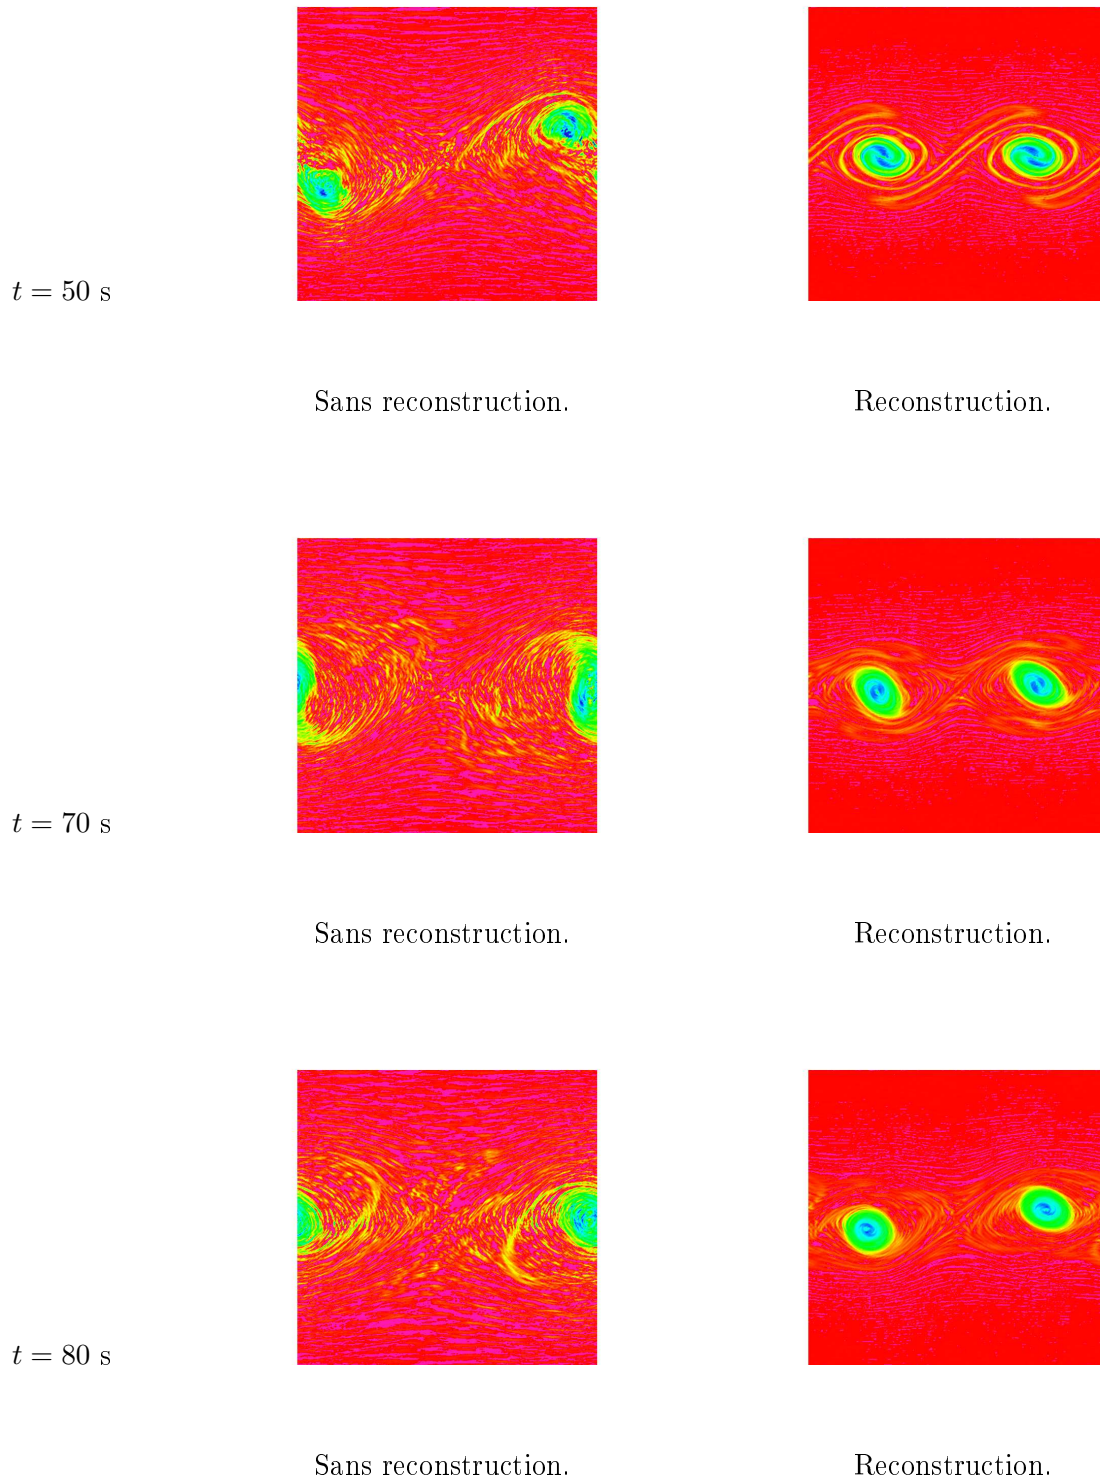 t = 50 s
Sans reconstruction.
Reconstruction.
t = 70 s
Sans reconstruction.
Reconstruction.
t = 80 s
Sans reconstruction.
Reconstruction.